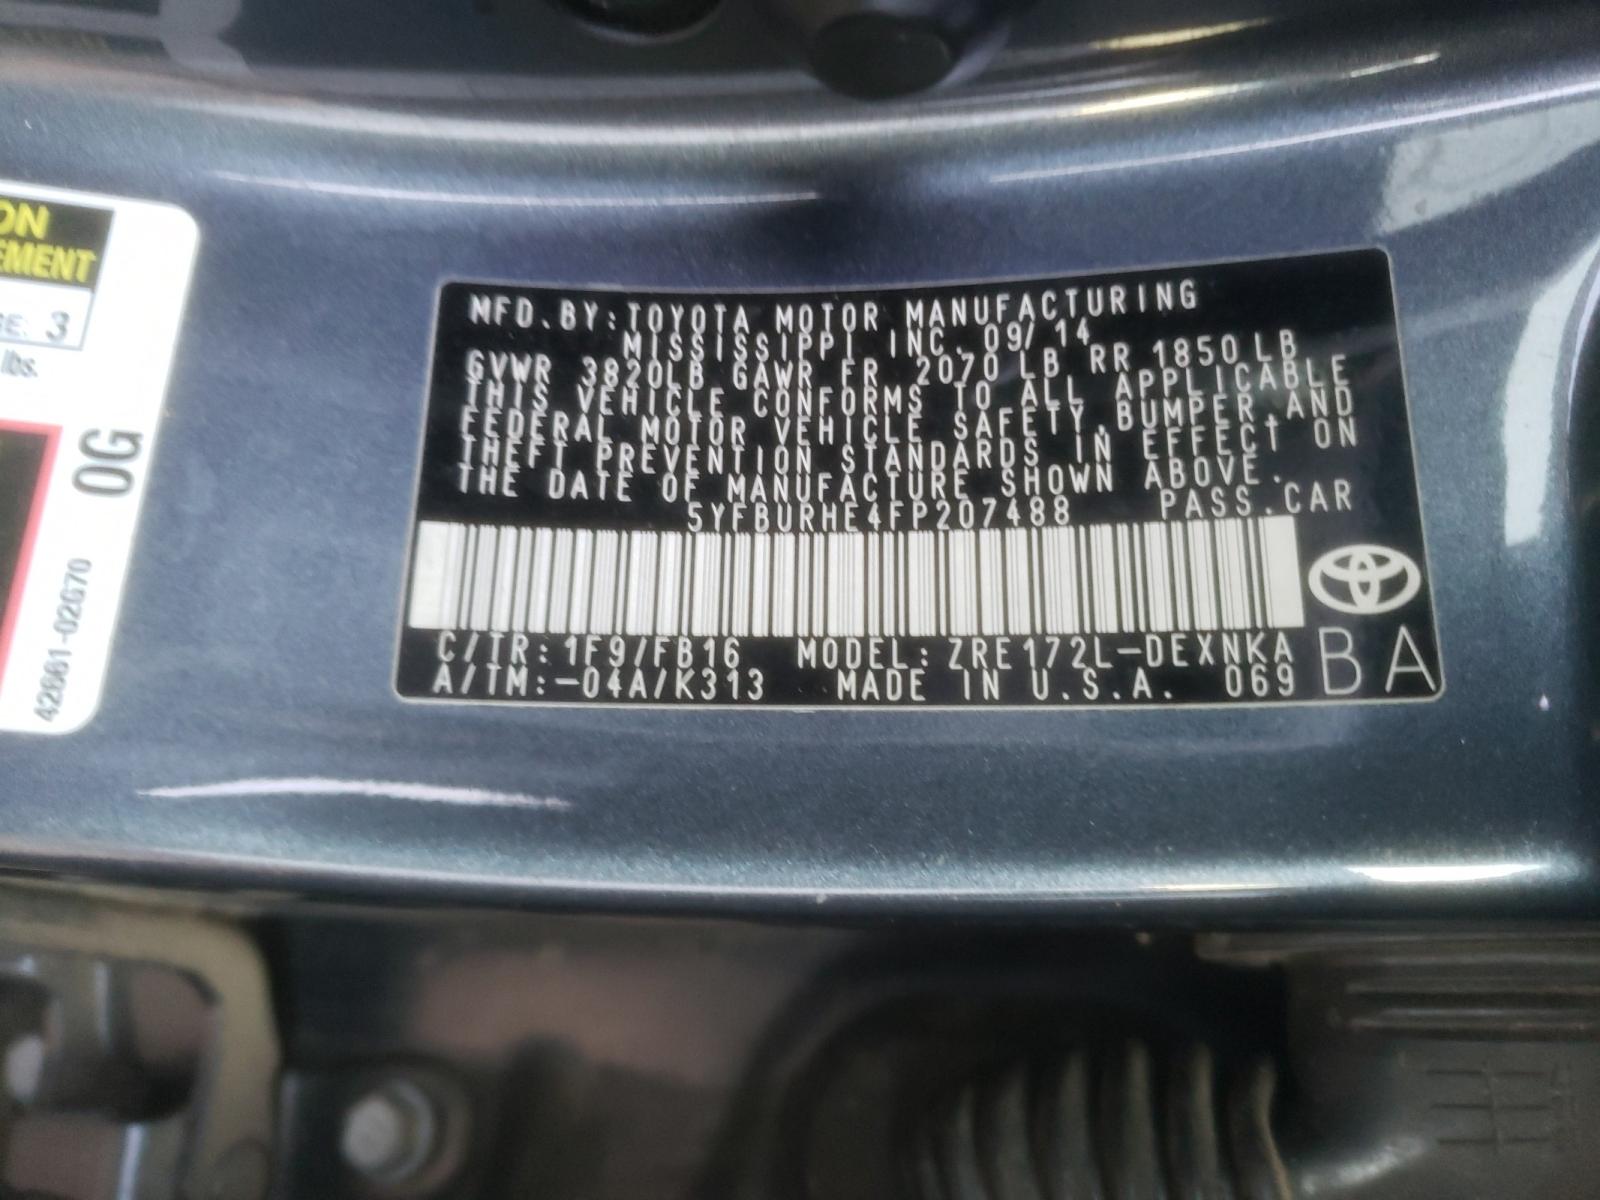 ON
EMENT
GE: 3
lbs.
0G
42661-02G70
MFD. BY: TOYOTA MOTOR MANUFACTURING
MISSISSIPPI, INC. 09/14
GVWR 3820LB GAWR FR 2070 LB RR 1850 LB
THIS VEHICLE CONFORMS TO ALL APPLICABLE
FEDERAL MOTOR VEHICLE SAFETY, BUMPER, AND
THEFT PREVENTION STANDARDS IN EFFECT ON
THE DATE OF MANUFACTURE SHOWN ABOVE.
5YFBURHE4FP207488 PASS. CAR
C/TR: 1F9/FB16 MODEL: ZRE172L-DEXNKA
A/TM:-04A/K313 MADE IN U.S.A. 069
BA